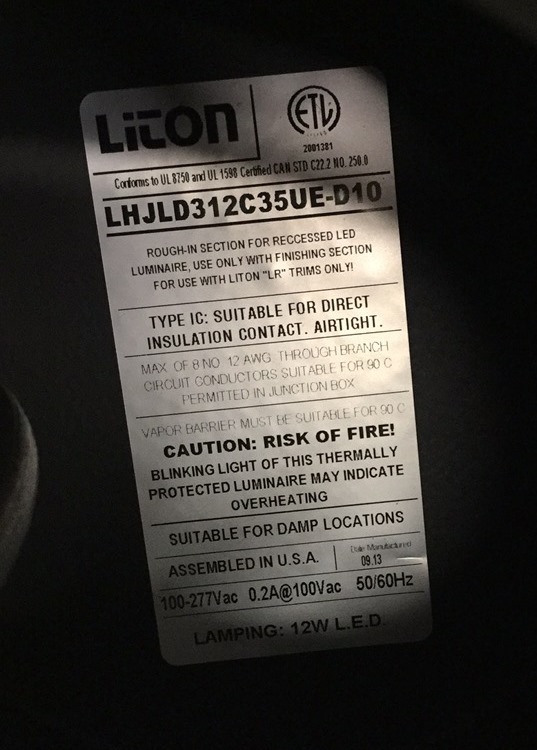 LiTON
ETL
2001381
Conforms to UL 8750 and UL 1598 Certified CAN STD C22.2 NO. 250.0
LHJLD312C35UE-D10
ROUGH-IN SECTION FOR RECCESSED LED
LUMINAIRE, USE ONLY WITH FINISHING SECTION
FOR USE WITH LITON "LR" TRIMS ONLY!
TYPE IC: SUITABLE FOR DIRECT
INSULATION CONTACT. AIRTIGHT.
MAX OF 8 NO 12 AWG THROUGH BRANCH
CIRCUIT CONDUCTORS SUITABLE FOR 90 C
PERMITTED IN JUNCTION BOX
VAPOR BARRIER MUST BE SUITABLE FOR 90 C
CAUTION: RISK OF FIRE!
BLINKING LIGHT OF THIS THERMALLY
PROTECTED LUMINAIRE MAY INDICATE
OVERHEATING
SUITABLE FOR DAMP LOCATIONS
ASSEMBLED IN U.S.A.
Date Manufactured
09.13
100-277Vac 0.2A@100Vac 50/60Hz
LAMPING: 12W L.E.D.